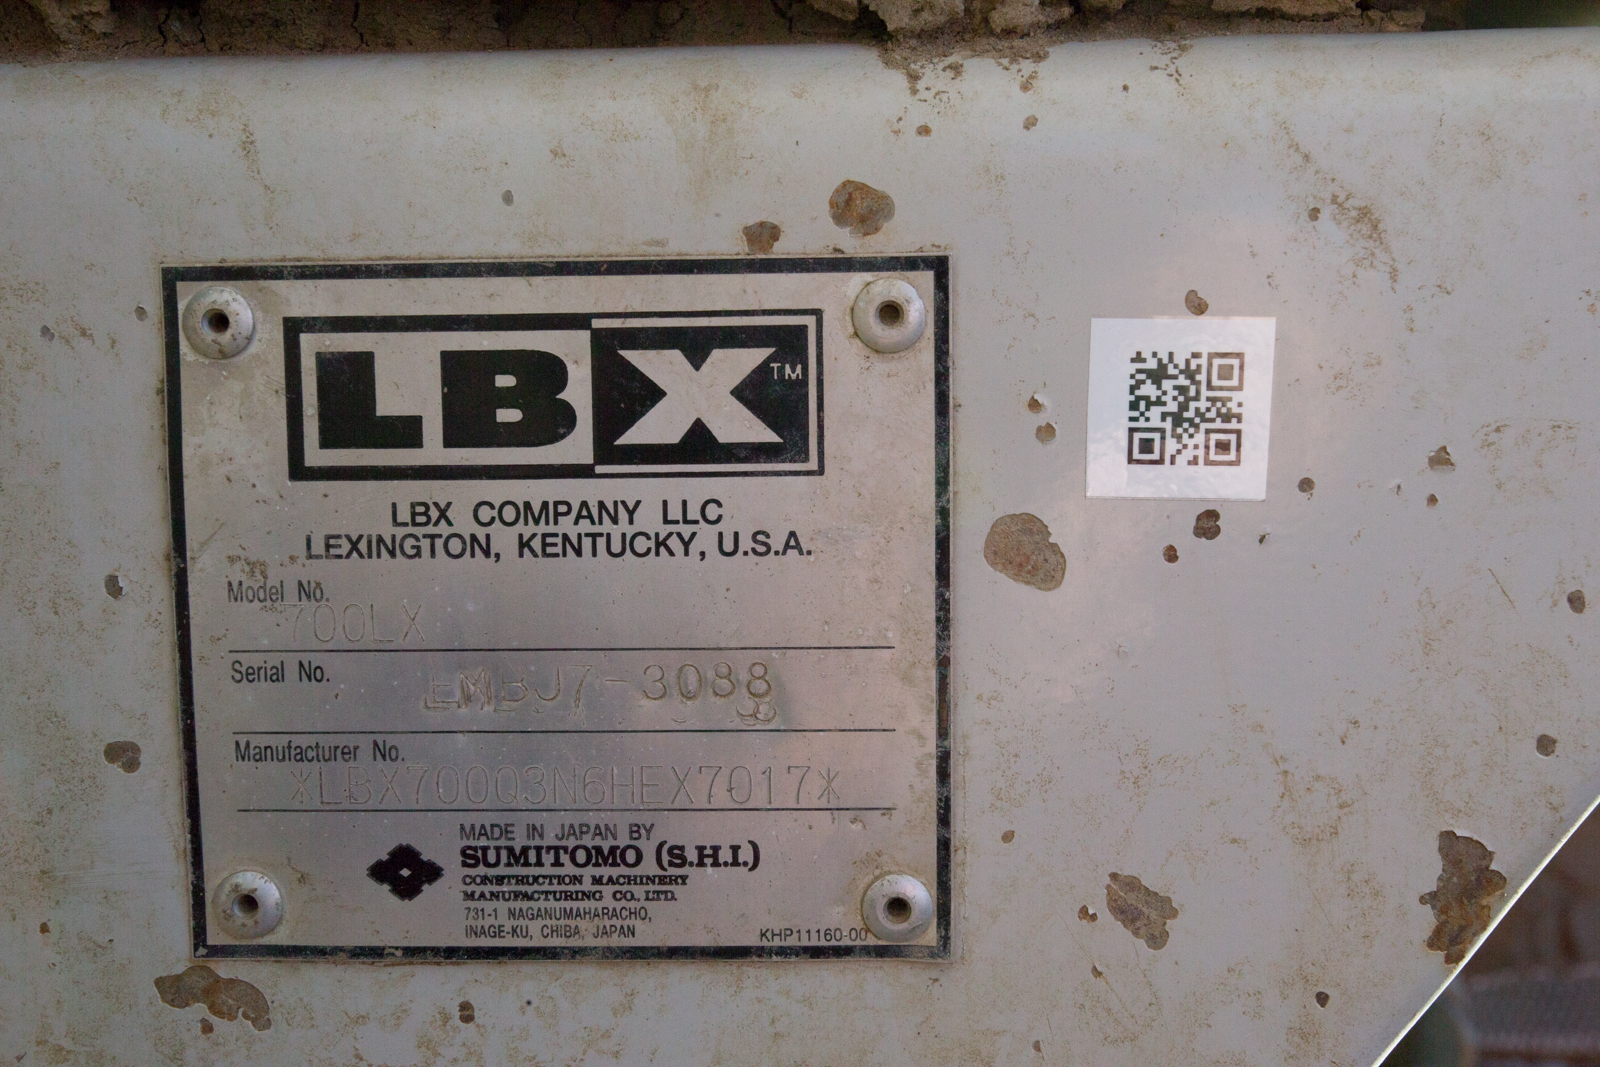 LBX™
LBX COMPANY LLC
LEXINGTON, KENTUCKY, U.S.A.
Model No.
700LX
Serial No.
EMBJ7-3088
Manufacturer No.
*LBX700Q3N6HEX7017*
MADE IN JAPAN BY
SUMITOMO (S.H.I.)
CONSTRUCTION MACHINERY
MANUFACTURING CO., LTD.
731-1 NAGANUMAHARACHO,
INAGE-KU, CHIBA, JAPAN
KHP11160-00